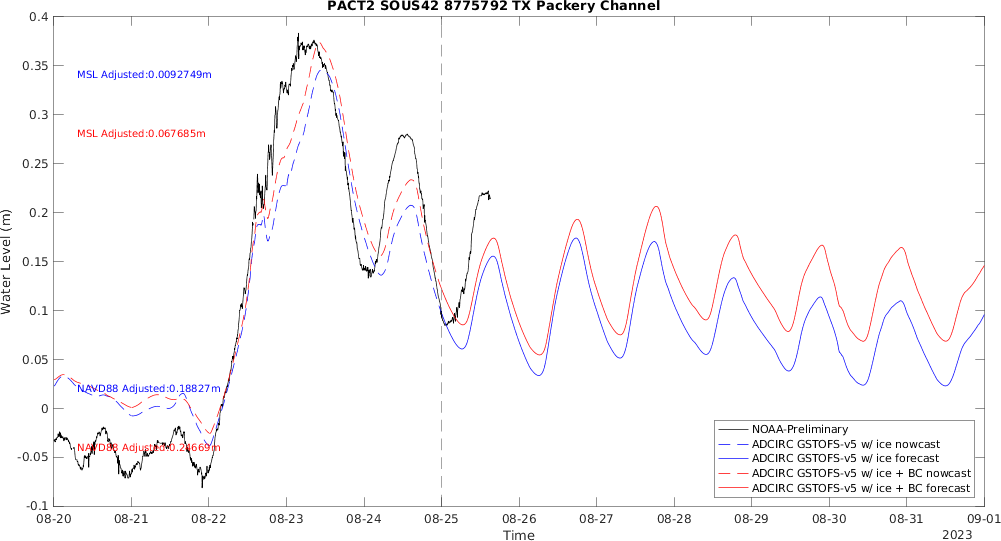 PACT2 SOUS42 8775792 TX Packery Channel
0.4
0.35
0.3
0.25
0.2
0.15
0.1
0.05
0
-0.05
-0.1
Water Level (m)
MSL Adjusted:0.0092749m
MSL Adjusted:0.067685m
NAVD88 Adjusted:0.18827m
NAVD88 Adjusted:0.24669m
NOAA-Preliminary
ADCIRC GSTOFS-v5 w/ ice nowcast
ADCIRC GSTOFS-v5 w/ ice forecast
ADCIRC GSTOFS-v5 w/ ice + BC nowcast
ADCIRC GSTOFS-v5 w/ ice + BC forecast
08-20 08-21 08-22 08-23 08-24 08-25 08-26 08-27 08-28 08-29 08-30 08-31 09-01
Time
2023